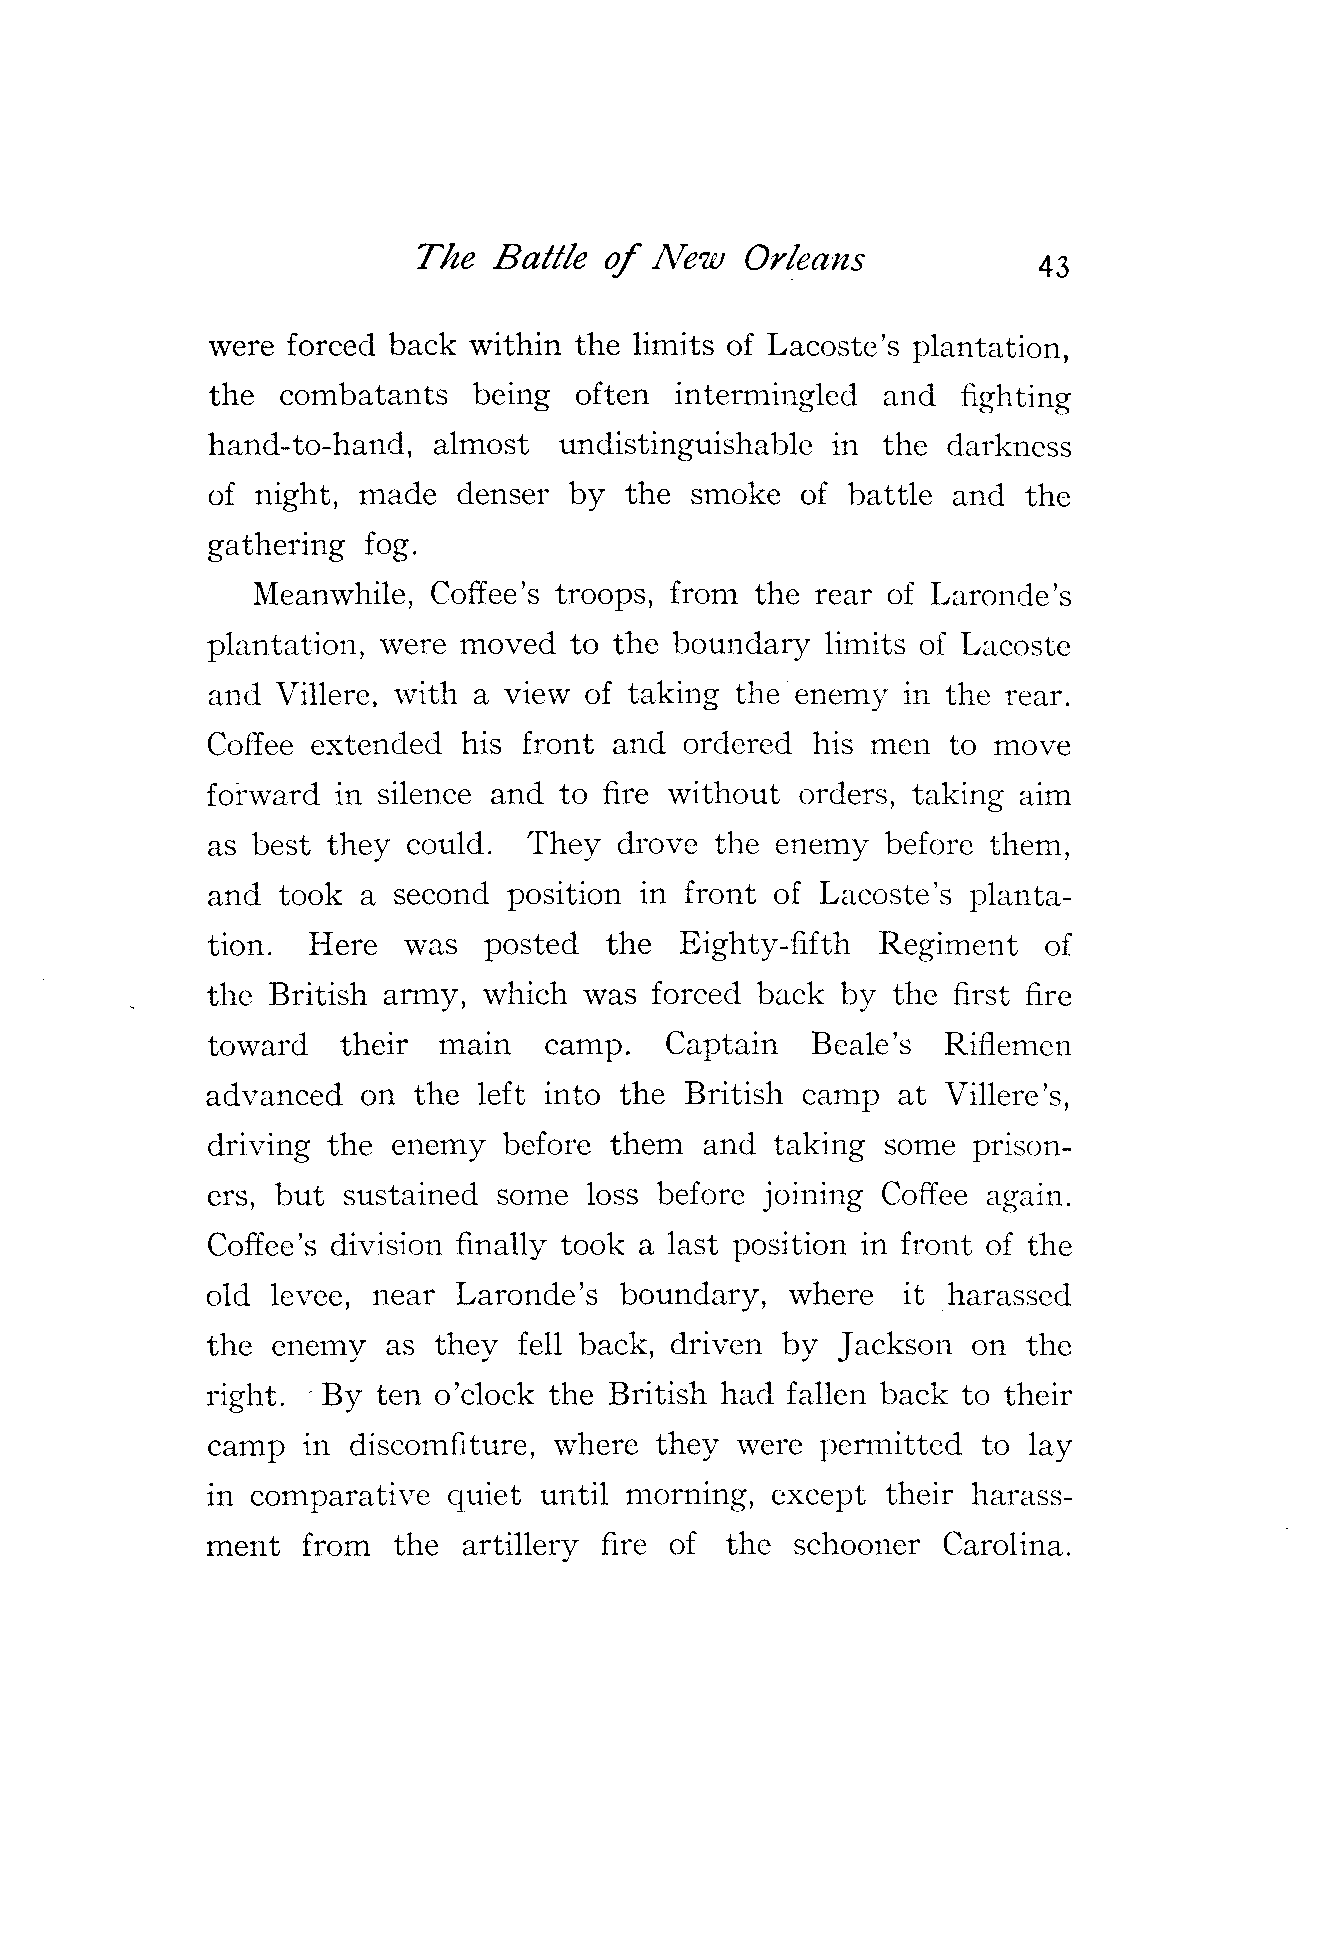 The Battle of New Orleans 43
were forced back within the limits of Lacoste's plantation,
the combatants being often intermingled and fighting
hand-to-hand, almost undistinguishable in the darkness
of night, made denser by the smoke of battle and the
gathering fog.
Meanwhile, Coffee's troops, from the rear of Laronde's
plantation, were moved to the boundary limits of Lacoste
and Villere, with a view of taking the enemy in the rear.
Coffee extended his front and ordered his men to move
forward in silence and to fire without orders, taking aim
as best they could. They drove the enemy before them,
and took a second position in front of Lacoste's planta-
tion. Here was posted the Eighty-fifth Regiment of
the British army, which was forced back by the first fire
toward their main camp. Captain Beale's Riflemen
advanced on the left into the British camp at Villere's,
driving the enemy before them and taking some prison-
ers, but sustained some loss before joining Coffee again.
Coffee's division finally took a last position in front of the
old levee, near Laronde's boundary, where it harassed
the enemy as they fell back, driven by Jackson on the
right. By ten o'clock the British had fallen back to their
camp in discomfiture, where they were permitted to lay
in comparative quiet until morning, except their harass-
ment from the artillery fire of the schooner Carolina.